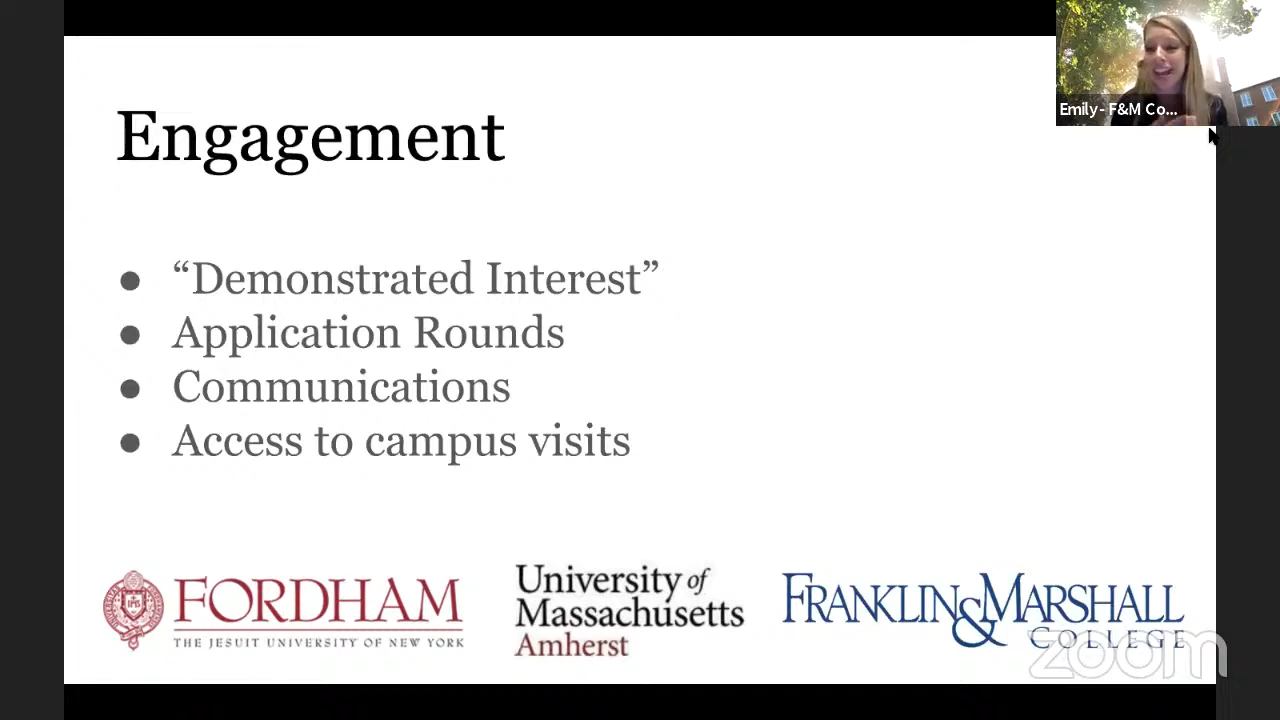 Emily- F&M Co...
Engagement
● “Demonstrated Interest”
● Application Rounds
● Communications
● Access to campus visits
FORDHAM
THE JESUIT UNIVERSITY OF NEW YORK
University of
Massachusetts
Amherst
FRANKLIN & MARSHALL
COLLEGE
zoom